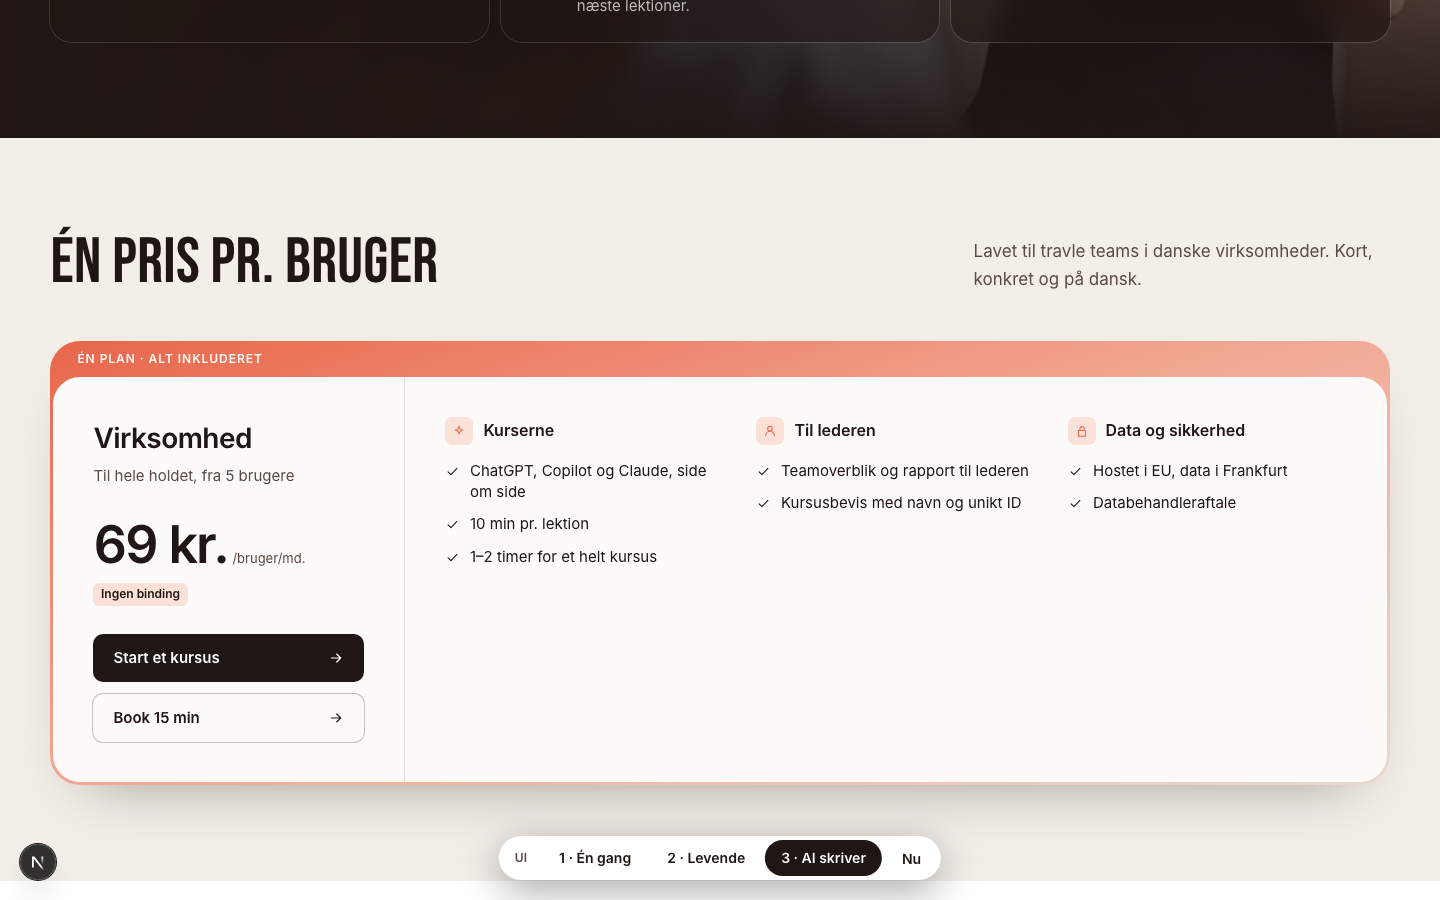 næste lektioner.
ÉN PRIS PR. BRUGER
Lavet til travle teams i danske virksomheder. Kort,
konkret og på dansk.
ÉN PLAN · ALT INKLUDERET
Virksomhed
Til hele holdet, fra 5 brugere
69 kr. /bruger/md.
Ingen binding
Start et kursus →
Book 15 min →
Kurserne
ChatGPT, Copilot og Claude, side
om side
10 min pr. lektion
1–2 timer for et helt kursus
Til lederen
Teamoverblik og rapport til lederen
Kursusbevis med navn og unikt ID
Data og sikkerhed
Hostet i EU, data i Frankfurt
Databehandleraftale
N
UI 1 · Én gang 2 · Levende 3 · AI skriver Nu